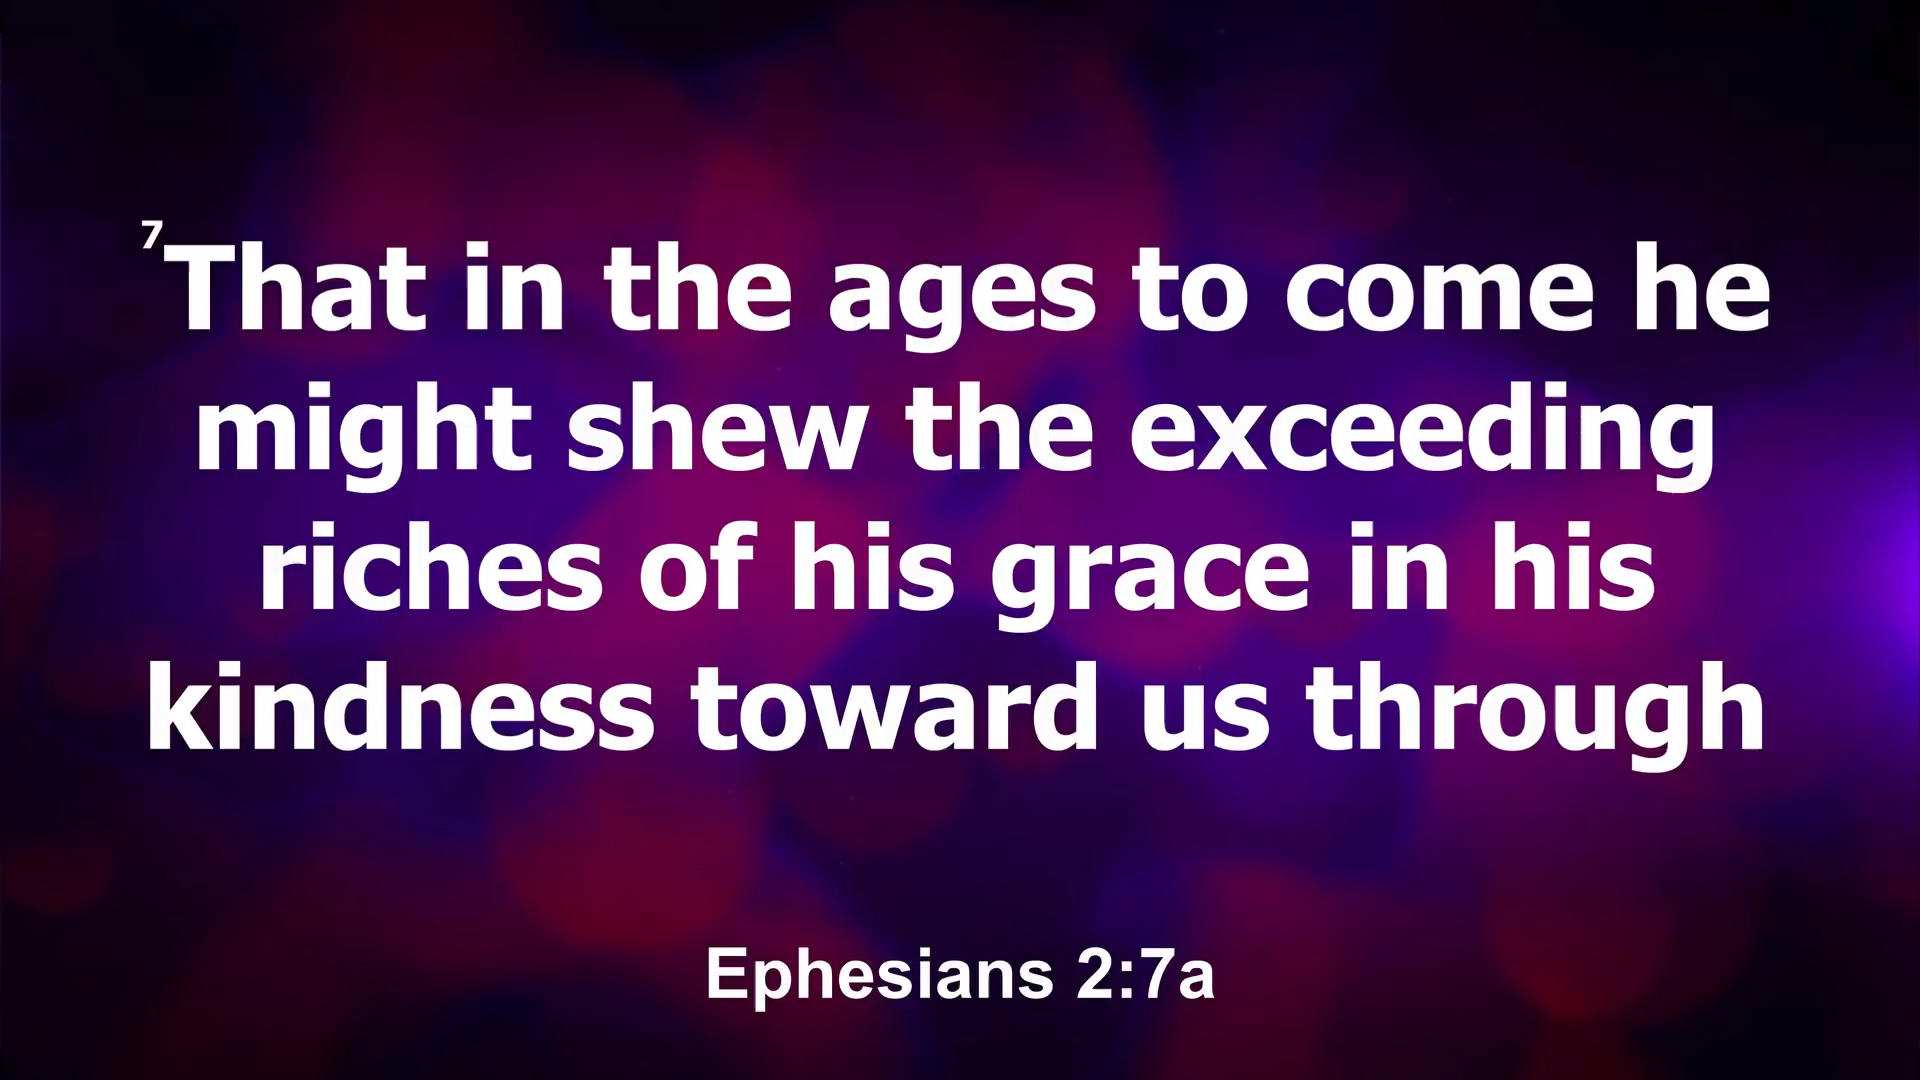 7That in the ages to come he
might shew the exceeding
riches of his grace in his
kindness toward us through
Ephesians 2:7a